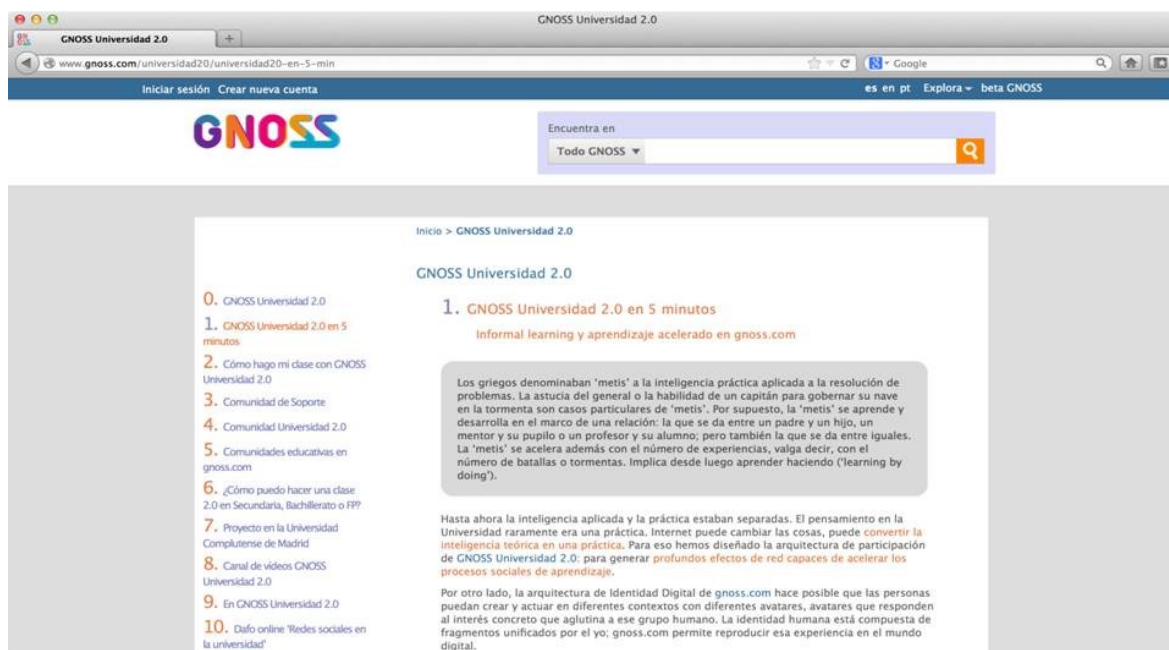 GNOSS Universidad 2.0
GNOSS Universidad 2.0
www.gnoss.com/universidad20/universidad20-en-5-min
Google
Iniciar sesión Crear nueva cuenta
es en pt Explora beta GNOSS
GNOSS
Encuentra en
Todo GNOSS
Inicio > GNOSS Universidad 2.0
GNOSS Universidad 2.0
0. GNOSS Universidad 2.0
1. GNOSS Universidad 2.0 en 5
minutos
2. Cómo hago mi clase con GNOSS
Universidad 2.0
3. Comunidad de Soporte
4. Comunidad Universidad 2.0
5. Comunidades educativas en
gnoss.com
6. ¿Cómo puedo hacer una clase
2.0 en Secundaria, Bachillerato o FP?
7. Proyecto en la Universidad
Complutense de Madrid
8. Canal de videos GNOSS
Universidad 2.0
9. En GNOSS Universidad 2.0
10. Dafo online 'Redes sociales en
la universidad'
1. GNOSS Universidad 2.0 en 5 minutos
Informal learning y aprendizaje acelerado en gnoss.com
Los griegos denominaban 'metis' a la inteligencia práctica aplicada a la resolución de
problemas. La astucia del general o la habilidad de un capitán para gobernar su nave
en la tormenta son casos particulares de 'metis'. Por supuesto, la 'metis' se aprende y
desarrolla en el marco de una relación: la que se da entre un padre y un hijo, un
mentor y su pupilo o un profesor y su alumno; pero también la que se da entre iguales.
La 'metis' se acelera además con el número de experiencias, valga decir, con el
número de batallas o tormentas. Implica desde luego aprender haciendo ('learning by
doing').
Hasta ahora la inteligencia aplicada y la práctica estaban separadas. El pensamiento en la
Universidad raramente era una práctica. Internet puede cambiar las cosas, puede convertir la
inteligencia teórica en una práctica. Para eso hemos diseñado la arquitectura de participación
de GNOSS Universidad 2.0: para generar profundos efectos de red capaces de acelerar los
procesos sociales de aprendizaje.
Por otro lado, la arquitectura de Identidad Digital de gnoss.com hace posible que las personas
puedan crear y actuar en diferentes contextos con diferentes avatares, avatares que responden
al interés concreto que aglutina a ese grupo humano. La identidad humana está compuesta de
fragmentos unificados por el yo; gnoss.com permite reproducir esa experiencia en el mundo
digital.